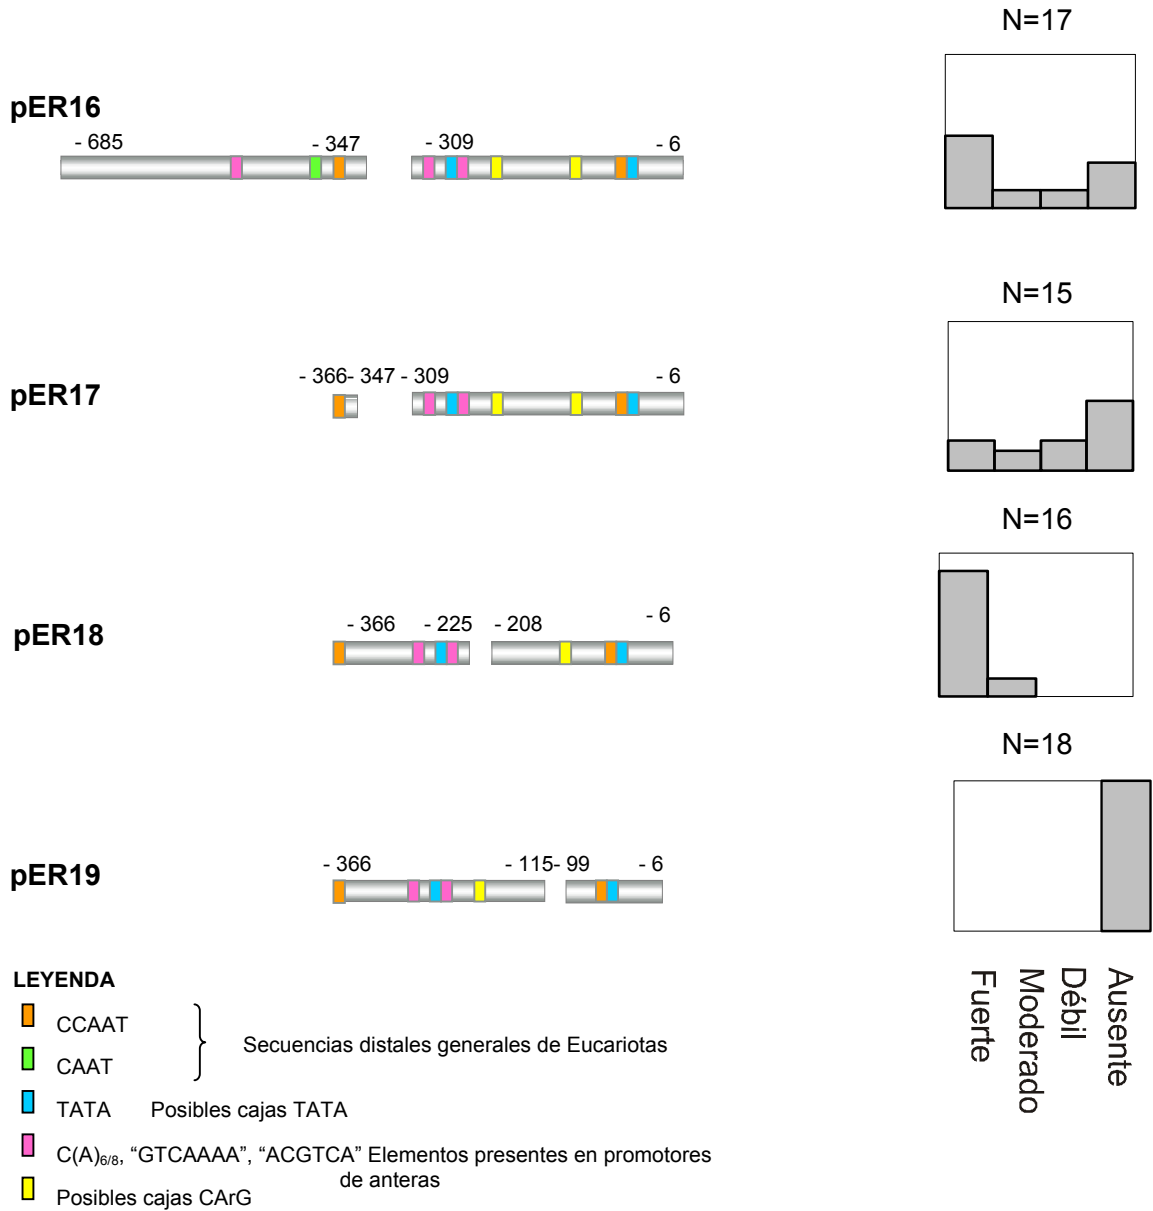 N=17
pER16
- 685 - 347 - 309 - 6
N=15
pER17
- 366- 347 - 309 - 6
N=16
pER18
- 366 - 225 - 208 - 6
N=18
pER19
- 366 - 115- 99 - 6
Fuerte
Moderado
Débil
Ausente
LEYENDA
CCAAT
CAAT
Secuencias distales generales de Eucariotas
TATA Posibles cajas TATA
C(A)6/8, “GTCAAAA”, “ACGTCA” Elementos presentes en promotores
de anteras
Posibles cajas CArG